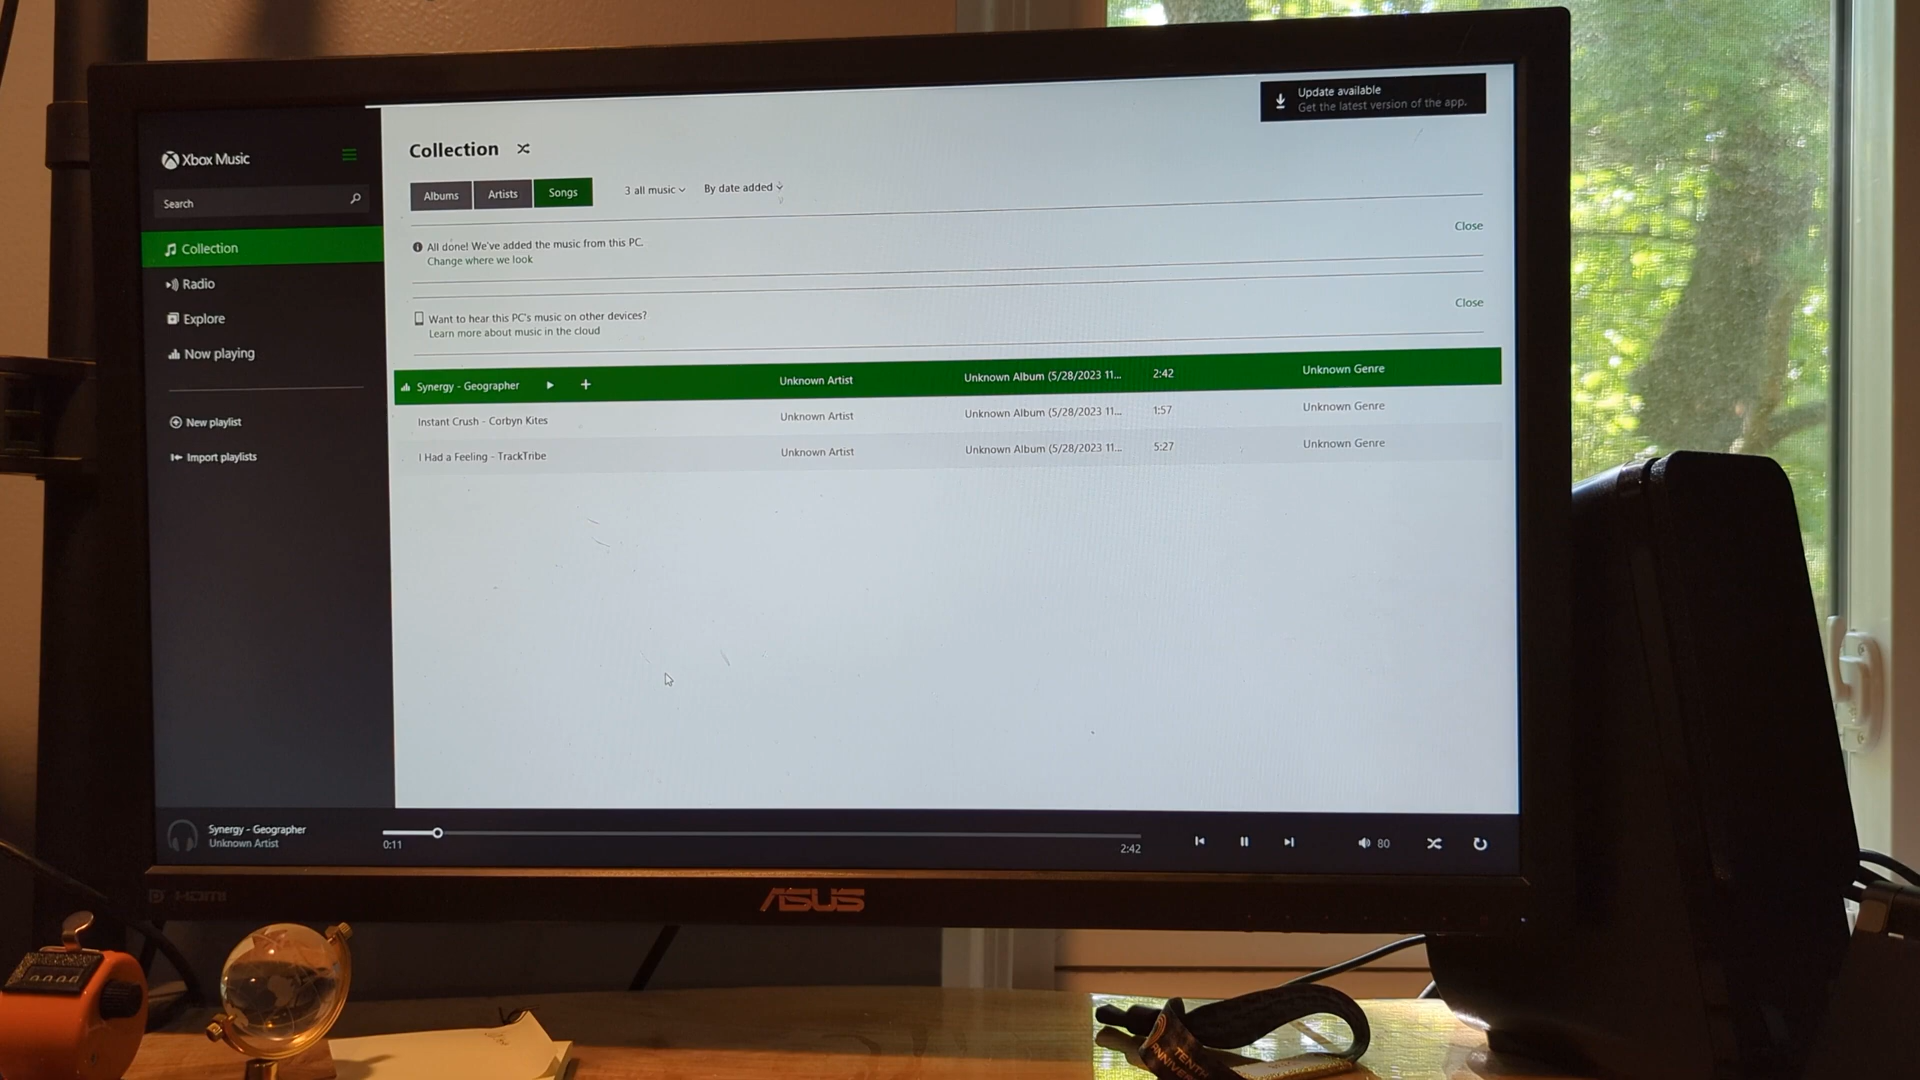 Update available
Get the latest version of the app.
Xbox Music
Search
Collection
Radio
Explore
Now playing
New playlist
Import playlists
Collection
Albums Artists Songs 3 all music By date added
All done! We've added the music from this PC. Close
Change where we look
Want to hear this PC's music on other devices? Close
Learn more about music in the cloud
Synergy - Geographer Unknown Artist Unknown Album (5/28/2023 11... 2:42 Unknown Genre
Instant Crush - Corbyn Kites Unknown Artist Unknown Album (5/28/2023 11... 1:57 Unknown Genre
I Had a Feeling - TrackTribe Unknown Artist Unknown Album (5/28/2023 11... 5:27 Unknown Genre
Synergy - Geographer
Unknown Artist
0:11 2:42 80
HDMI
ASUS
TENTH